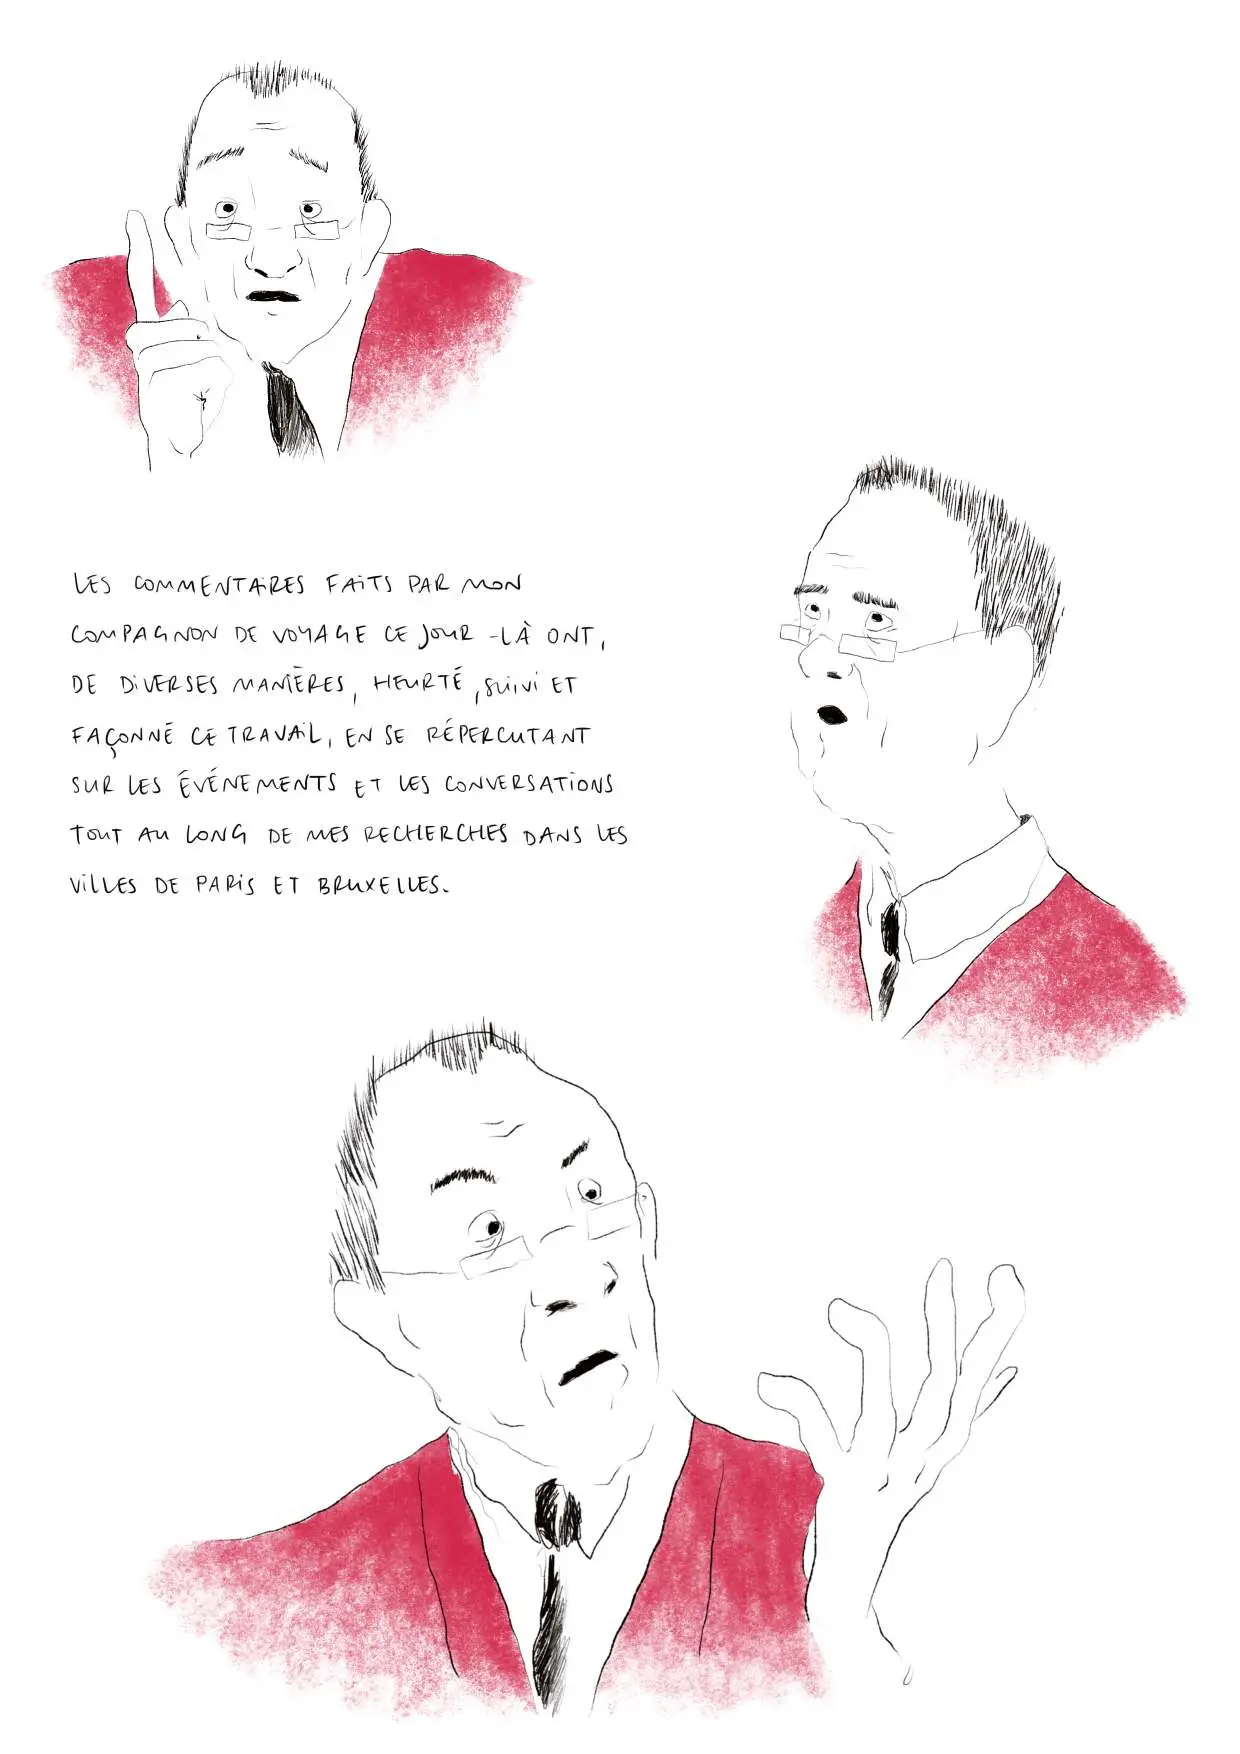 LES COMMENTAIRES FAITS PAR MON
COMPAGNON DE VOYAGE CE JOUR-LÀ ONT,
DE DIVERSES MANIÈRES, HEURTÉ, SUIVI ET
FAÇONNÉ CE TRAVAIL, EN SE RÉPERCUTANT
SUR LES ÉVÉNEMENTS ET LES CONVERSATIONS
TOUT AU LONG DE MES RECHERCHES DANS LES
VILLES DE PARIS ET BRUXELLES.